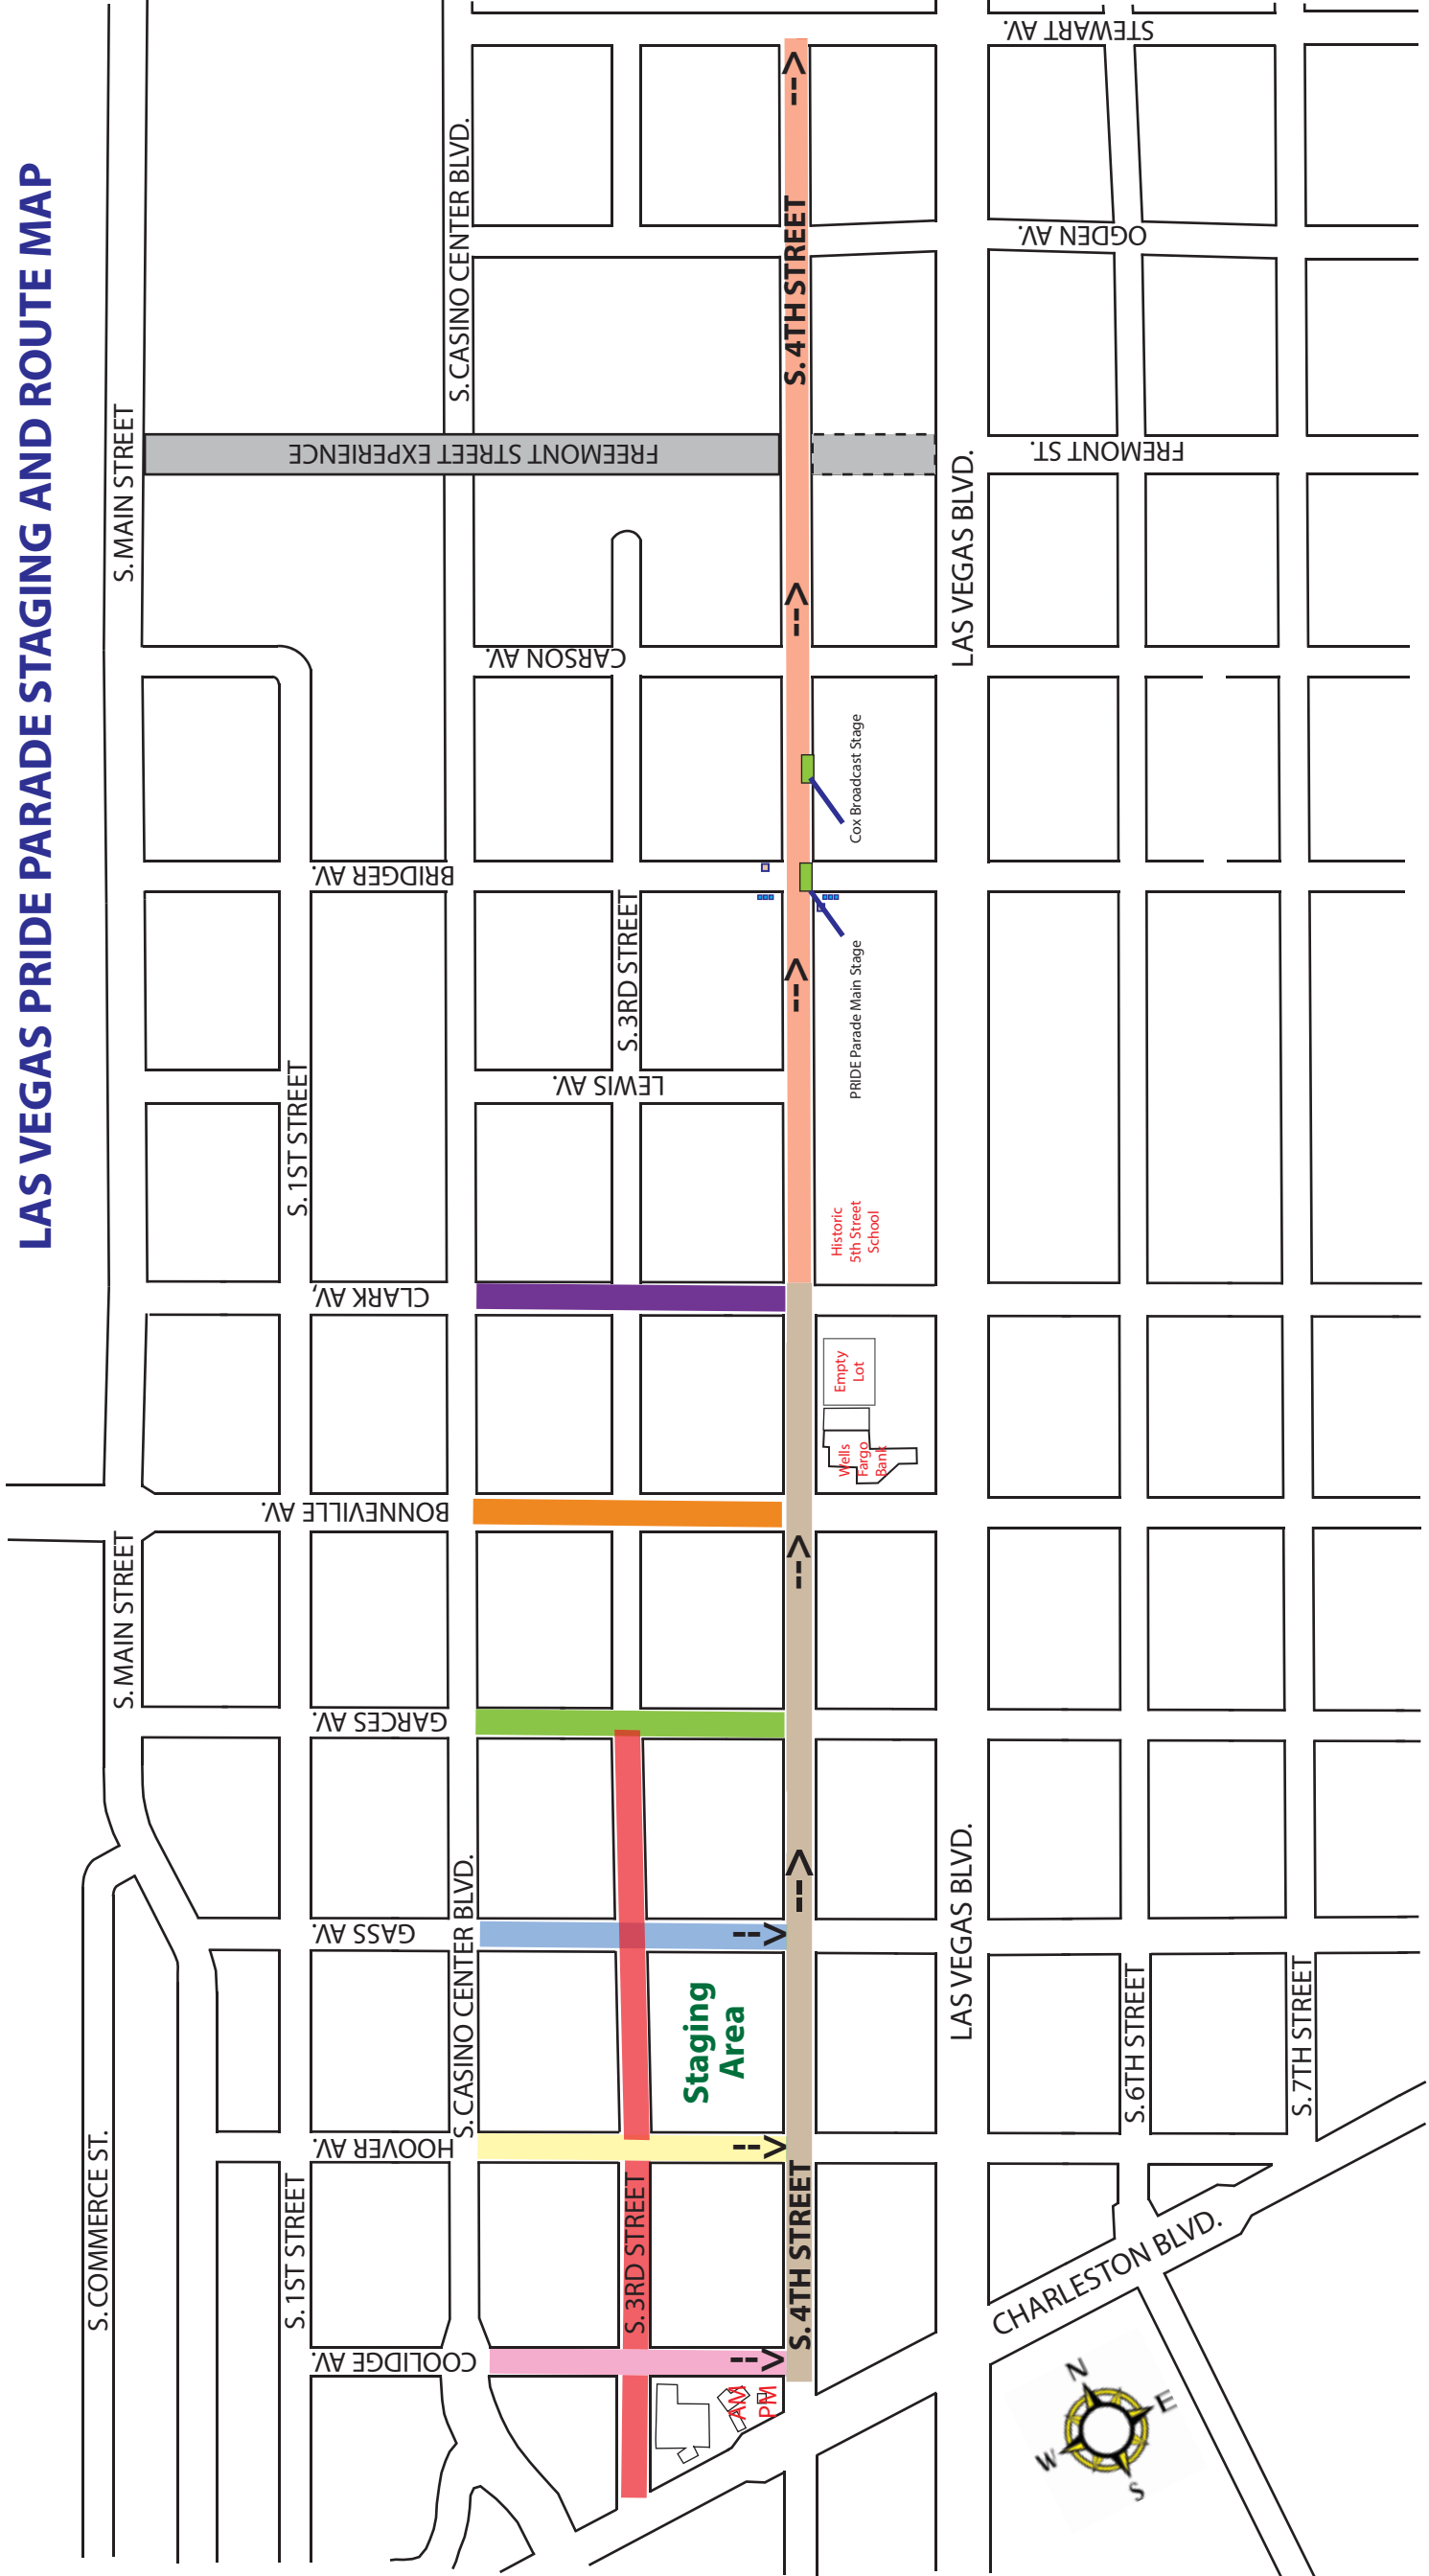 LAS VEGAS PRIDE PARADE STAGING AND ROUTE MAP
STEWART AV.
S. CASINO CENTER BLVD.
OGDEN AV.
S. 4TH STREET
S. MAIN STREET
FREEMONT STREET EXPERIENCE
FREMONT ST.
LAS VEGAS BLVD.
-->
-->
CARSON AV.
Cox Broadcast Stage
BRIDGER AV.
S. 3RD STREET
PRIDE Parade Main Stage
-->
LEWIS AV.
S. 1ST STREET
Historic
5th Street
School
CLARK AV,
Empty
Lot
Wells
Fargo
Bank
BONNEVILLE AV.
-->
S. MAIN STREET
GARCES AV.
-->
S. CASINO CENTER BLVD.
LAS VEGAS BLVD.
GASS AV.
-->
Staging
Area
S. 6TH STREET
S. 7TH STREET
HOOVER AV.
-->
S. COMMERCE ST.
S. 1ST STREET
S. 3RD STREET
S. 4TH STREET
CHARLESTON BLVD.
COOLIDGE AV.
-->
AM
PM
N
E
W
S